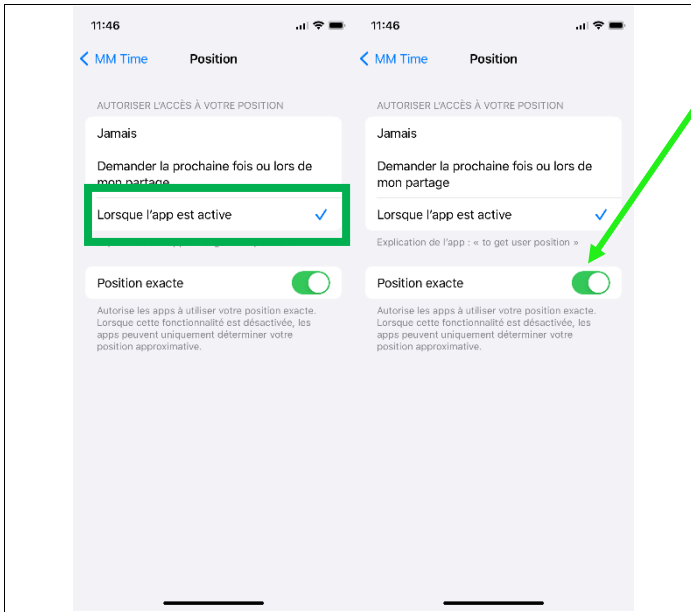 11:46
MM Time
Position
AUTORISER L'ACCÈS À VOTRE POSITION
Jamais
Demander la prochaine fois ou lors de
mon partage
Lorsque l'app est active
Position exacte
Autorise les apps à utiliser votre position exacte.
Lorsque cette fonctionnalité est désactivée, les
apps peuvent uniquement déterminer votre
position approximative.
11:46
MM Time
Position
AUTORISER L'ACCÈS À VOTRE POSITION
Jamais
Demander la prochaine fois ou lors de
mon partage
Lorsque l'app est active
Explication de l'app : « to get user position »
Position exacte
Autorise les apps à utiliser votre position exacte.
Lorsque cette fonctionnalité est désactivée, les
apps peuvent uniquement déterminer votre
position approximative.